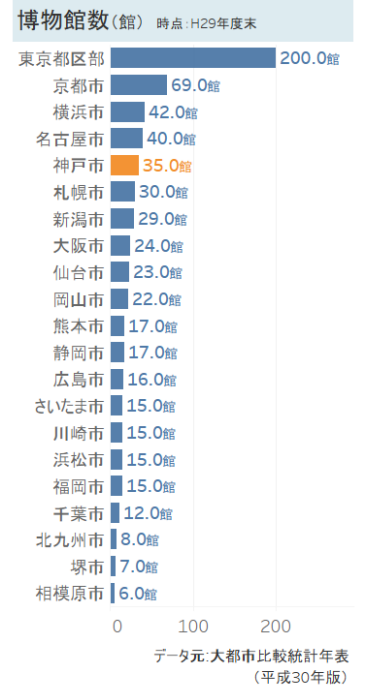 博物館数(館) 時点:H29年度末
東京都区部 200.0館
京都市 69.0館
横浜市 42.0館
名古屋市 40.0館
神戸市 35.0館
札幌市 30.0館
新潟市 29.0館
大阪市 24.0館
仙台市 23.0館
岡山市 22.0館
熊本市 17.0館
静岡市 17.0館
広島市 16.0館
さいたま市 15.0館
川崎市 15.0館
浜松市 15.0館
福岡市 15.0館
千葉市 12.0館
北九州市 8.0館
堺市 7.0館
相模原市 6.0館
0 100 200
データ元:大都市比較統計年表
(平成30年版)